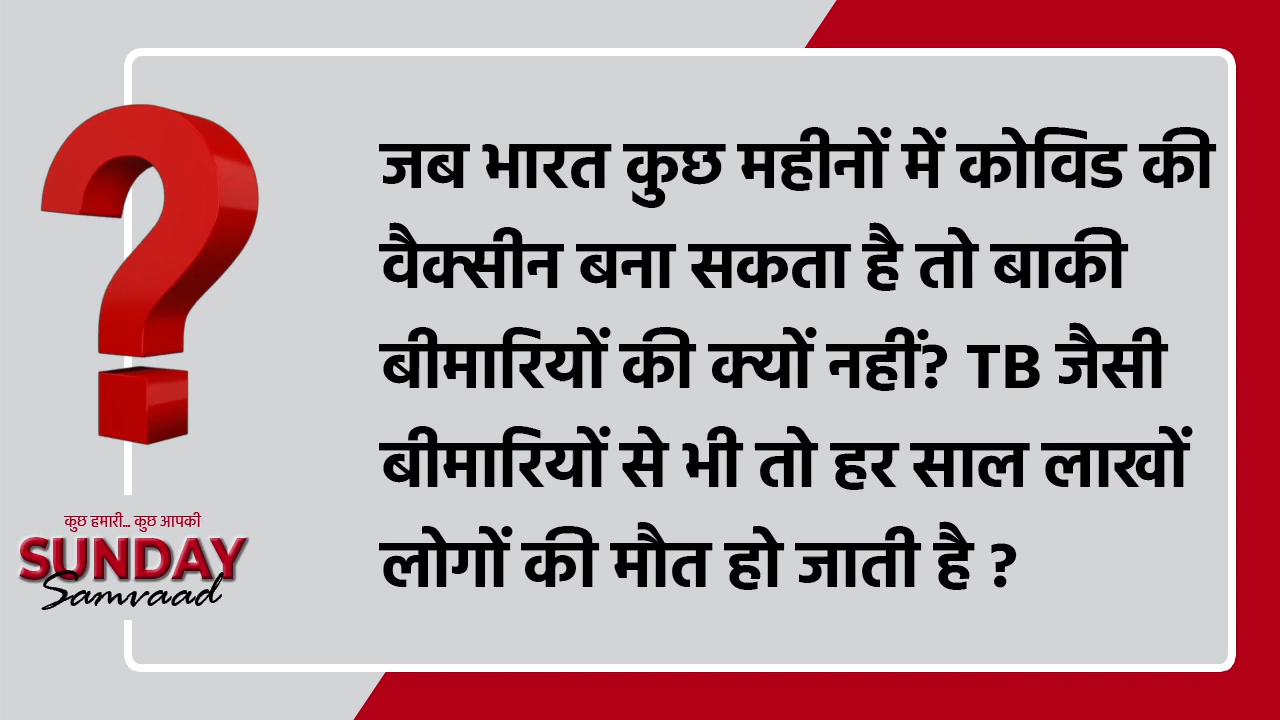 जब भारत कुछ महीनों में कोविड की
वैक्सीन बना सकता है तो बाकी
बीमारियों की क्यों नहीं? TB जैसी
बीमारियों से भी तो हर साल लाखों
लोगों की मौत हो जाती है ?
कुछ हमारी... कुछ आपकी
SUNDAY
Samvaad